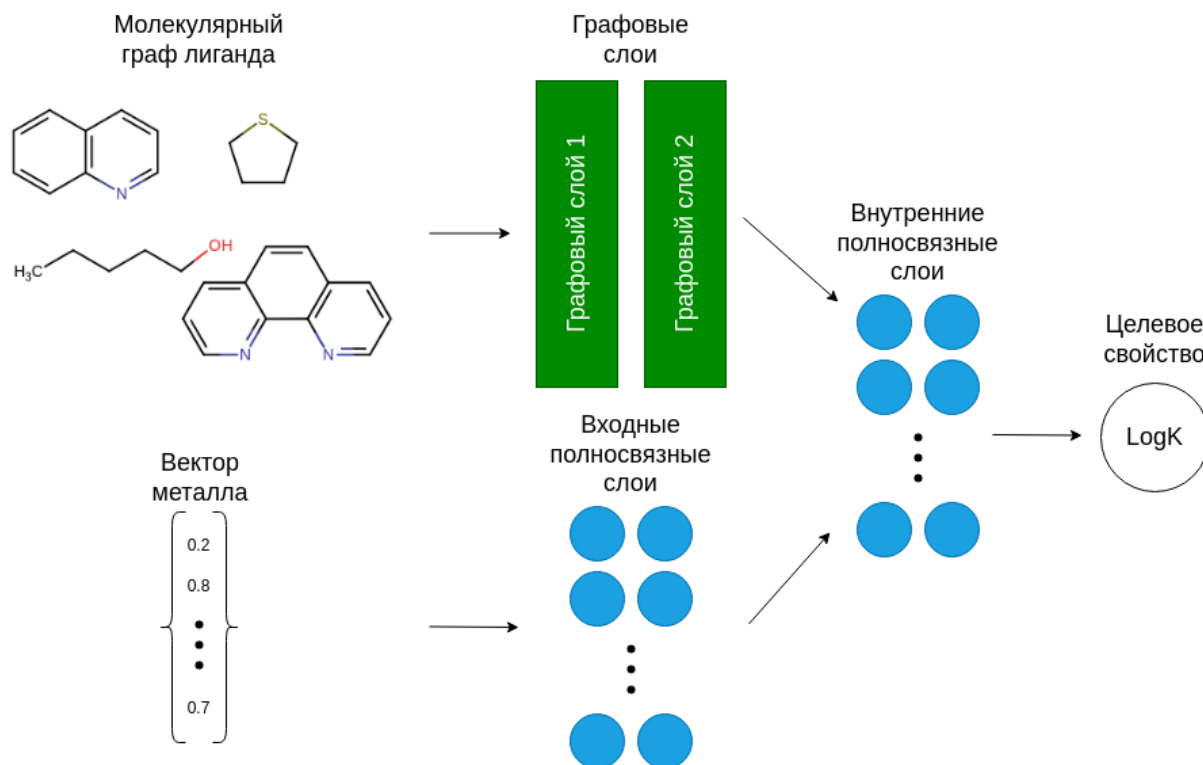 Молекулярный
граф лиганда
S
N
OH
H3C
N
N
Графовые
слои
Графовый слой 1
Графовый слой 2
Внутренние
полносвязные
слои
Целевое
свойство
LogK
Вектор
металла
0.2
0.8
0.7
Входные
полносвязные
слои